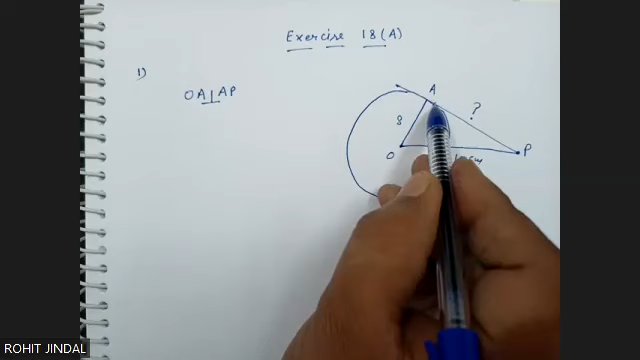 Exercise 18(A)
1)
OA⊥AP
A
?
8
O
P
ROHIT JINDAL